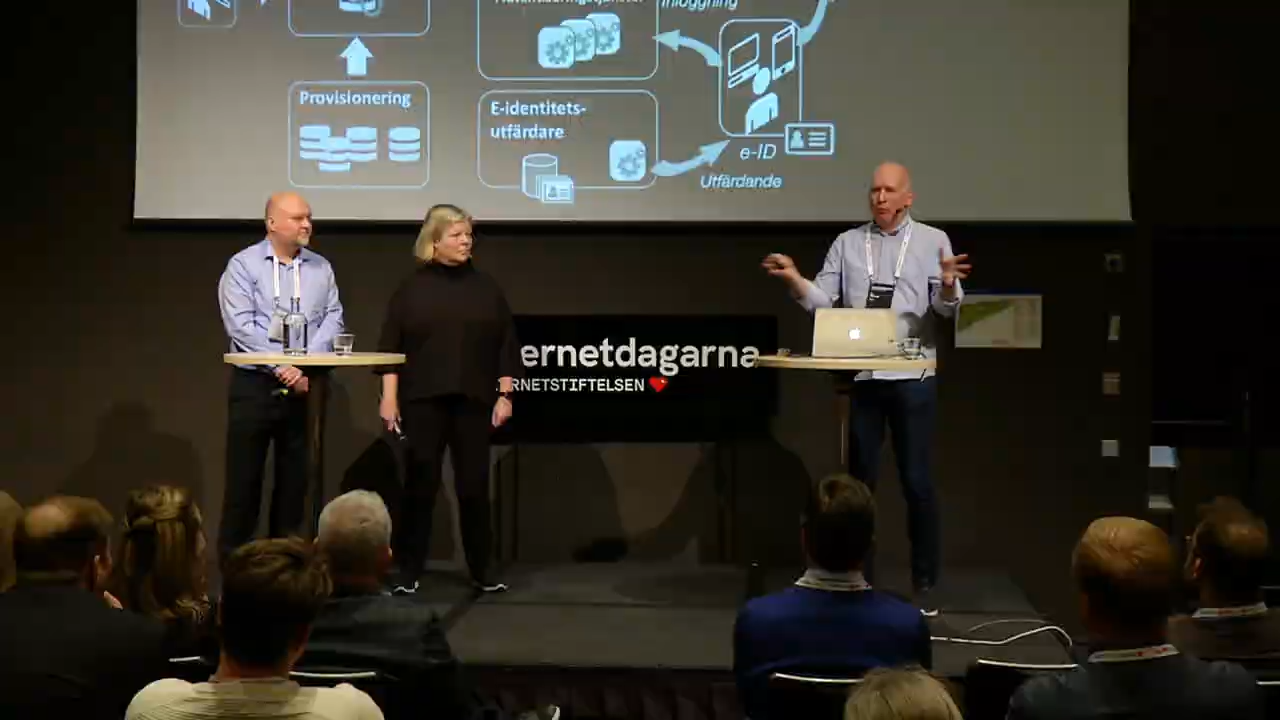 Inloggning
Provisionering
E-identitets-
utfärdare
e-ID
Utfärdande
ernetdagarna
RNETSTIFTELSEN